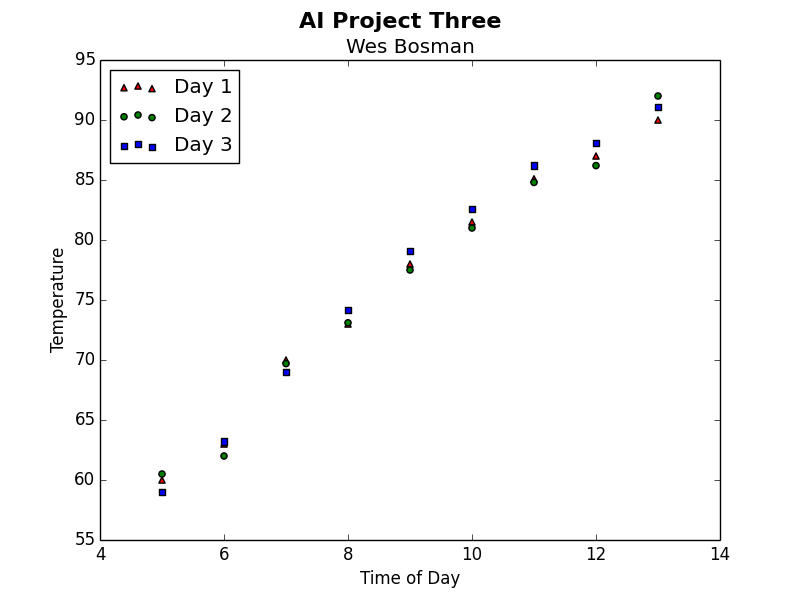 AI Project Three
Wes Bosman
Day 1
Day 2
Day 3
95
90
85
80
75
70
65
60
55
Temperature
4 6 8 10 12 14
Time of Day